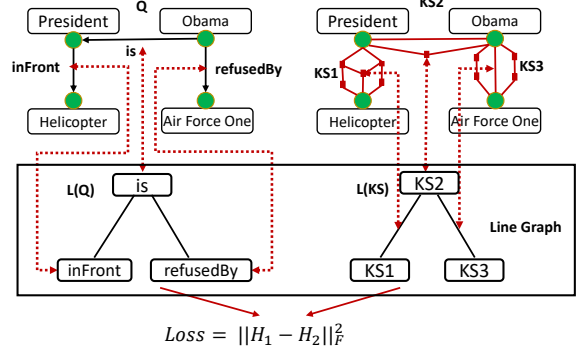 Q
KS2
President
Obama
President
Obama
is
inFront
refusedBy
KS1
KS3
Helicopter
Air Force One
Helicopter
Air Force One
L(Q)
is
L(KS)
KS2
Line Graph
inFront
refusedBy
KS1
KS3
Loss = ||H₁ − H₂||²F